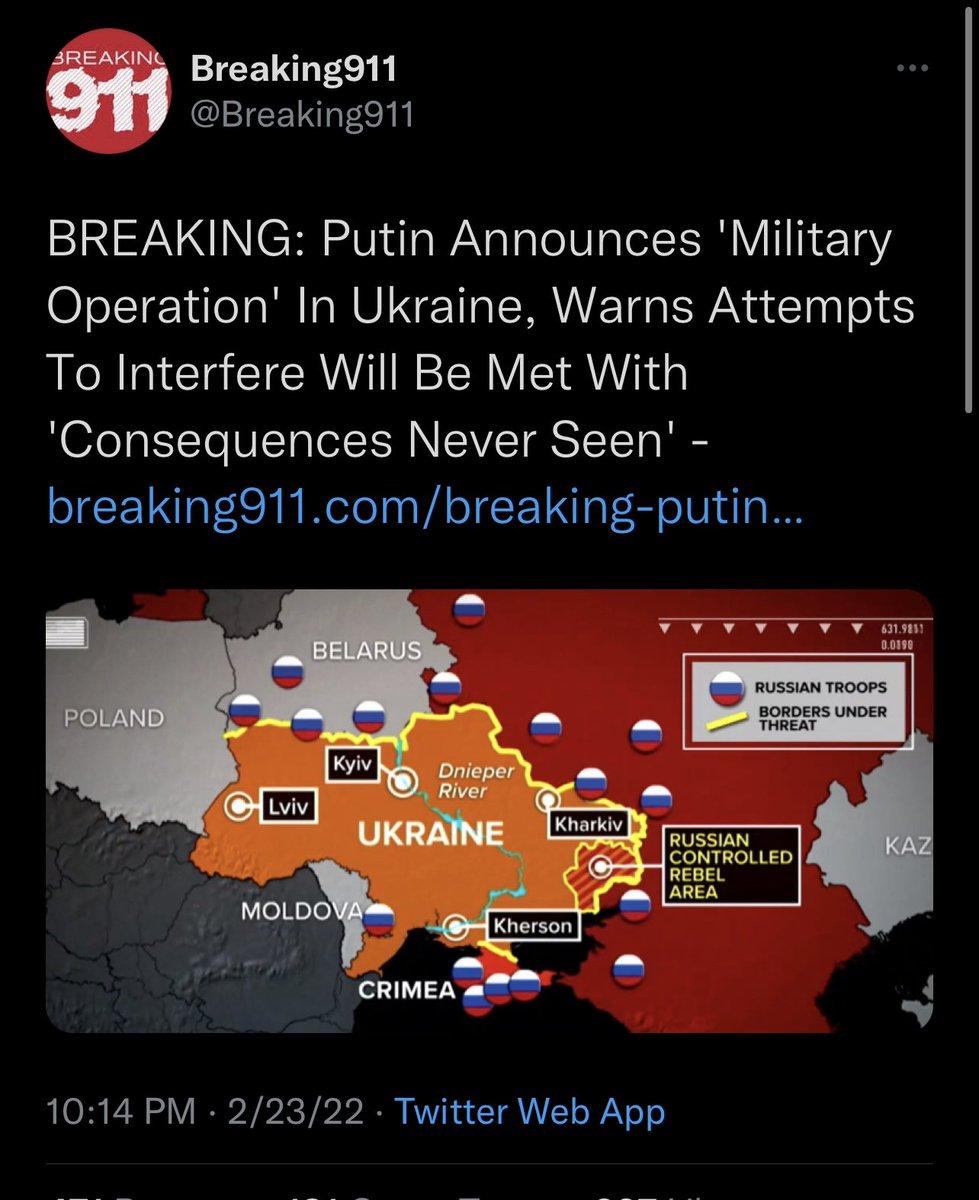 BREAKING
911
Breaking911
@Breaking911
BREAKING: Putin Announces 'Military
Operation' In Ukraine, Warns Attempts
To Interfere Will Be Met With
'Consequences Never Seen' -
breaking911.com/breaking-putin...
631.9851
0.0390
RUSSIAN TROOPS
BORDERS UNDER
THREAT
BELARUS
POLAND
Kyiv
Dnieper
River
Lviv
UKRAINE
Kharkiv
RUSSIAN
CONTROLLED
REBEL
AREA
KAZ
MOLDOVA
Kherson
CRIMEA
10:14 PM · 2/23/22 · Twitter Web App